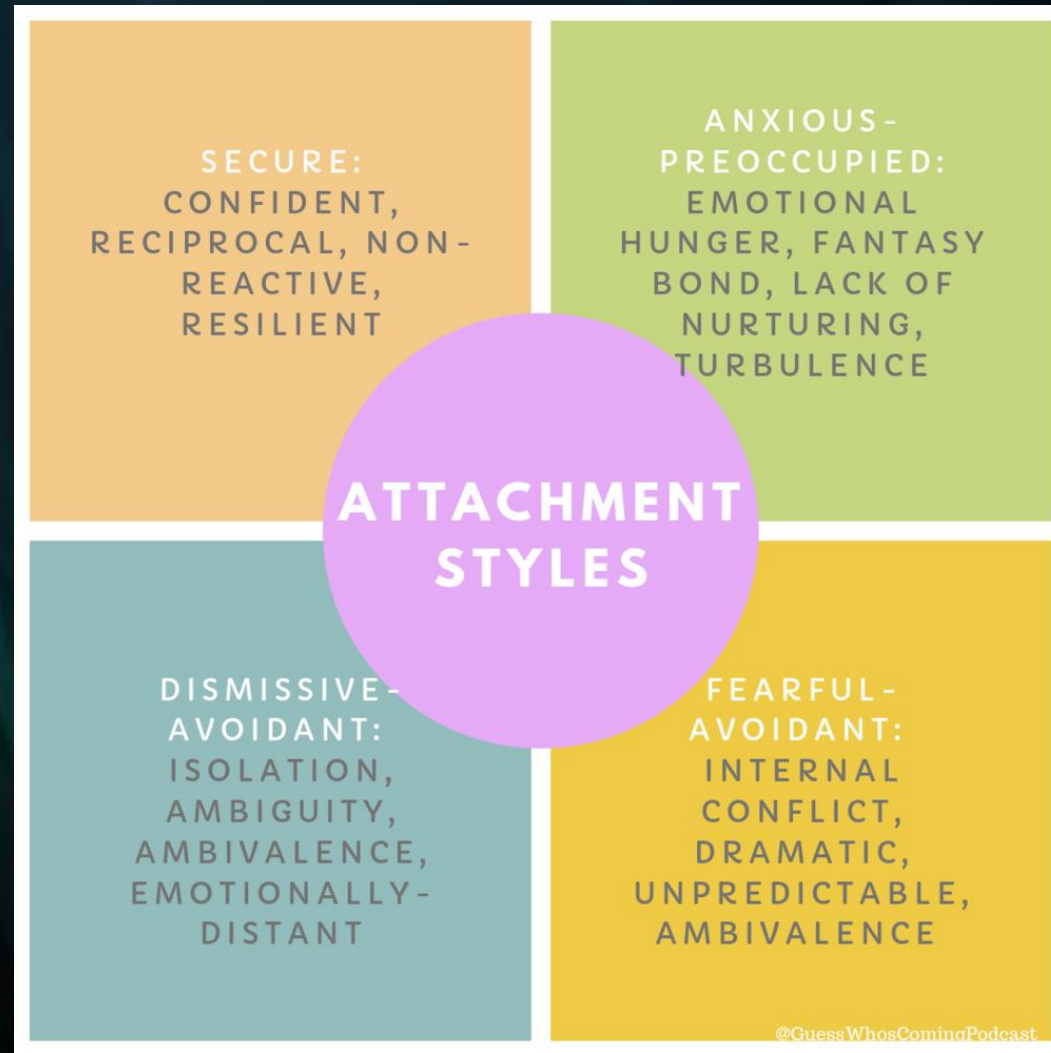 SECURE:
CONFIDENT,
RECIPROCAL, NON-
REACTIVE,
RESILIENT
ANXIOUS-
PREOCCUPIED:
EMOTIONAL
HUNGER, FANTASY
BOND, LACK OF
NURTURING,
TURBULENCE
ATTACHMENT
STYLES
DISMISSIVE-
AVOIDANT:
ISOLATION,
AMBIGUITY,
AMBIVALENCE,
EMOTIONALLY-
DISTANT
FEARFUL-
AVOIDANT:
INTERNAL
CONFLICT,
DRAMATIC,
UNPREDICTABLE,
AMBIVALENCE
@GuessWhosComingPodcast